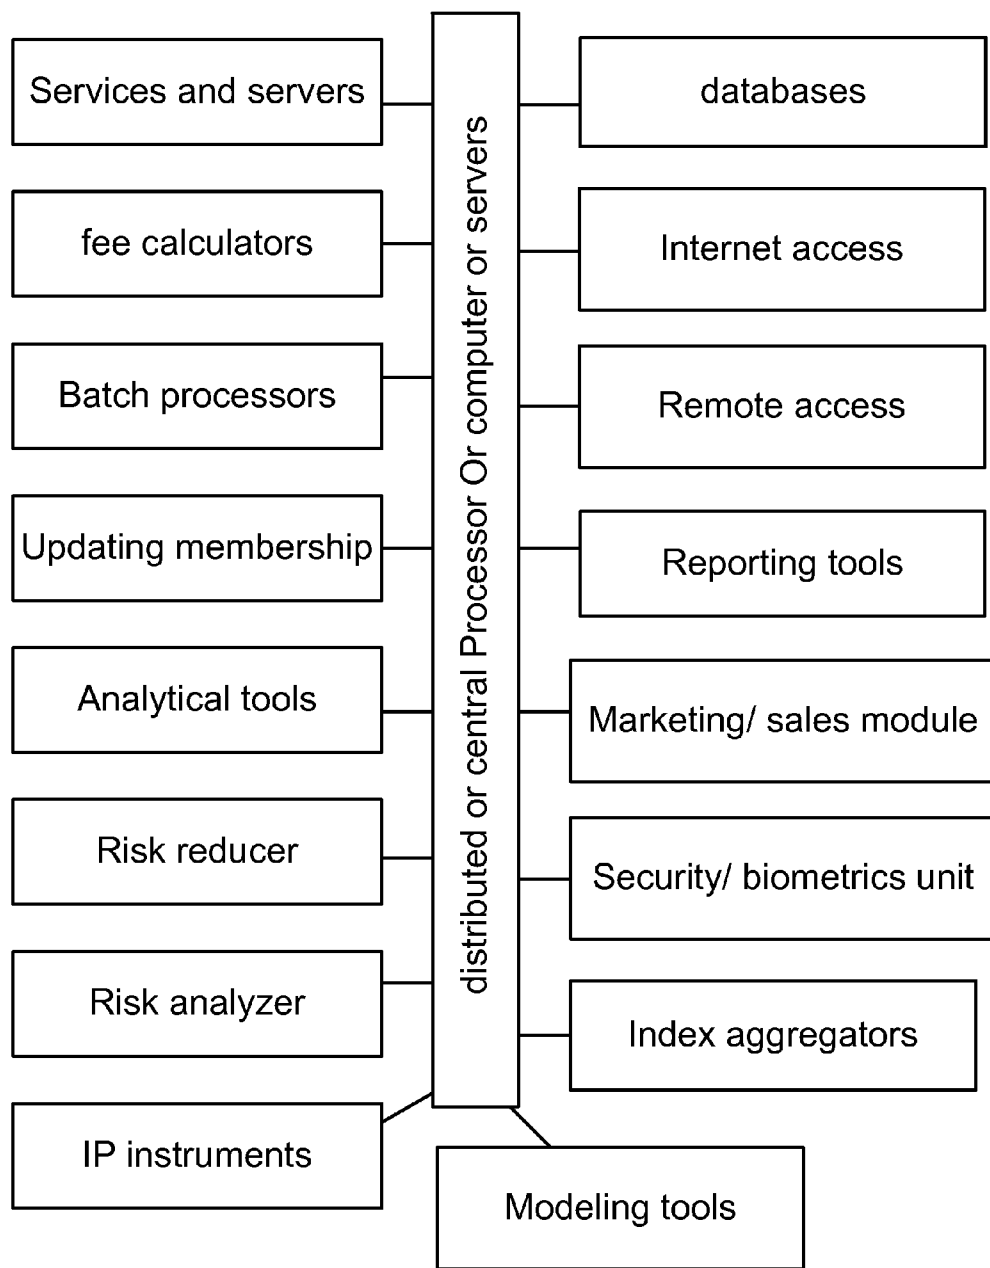 Services and servers
fee calculators
Batch processors
Updating membership
Analytical tools
Risk reducer
Risk analyzer
IP instruments
distributed or central Processor Or computer or servers
databases
Internet access
Remote access
Reporting tools
Marketing/ sales module
Security/ biometrics unit
Index aggregators
Modeling tools